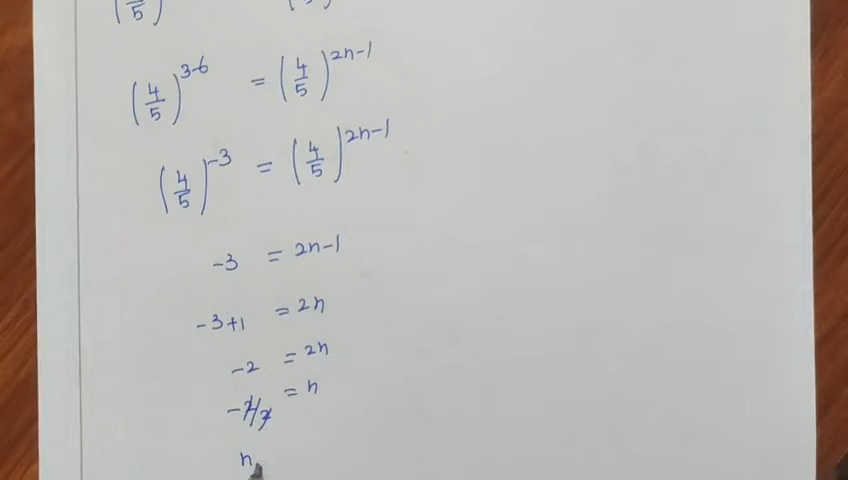 (4/5)^3-6 = (4/5)^2n-1
(4/5)^-3 = (4/5)^2n-1
-3 = 2n-1
-3+1 = 2n
-2 = 2n
-2/2 = n
n